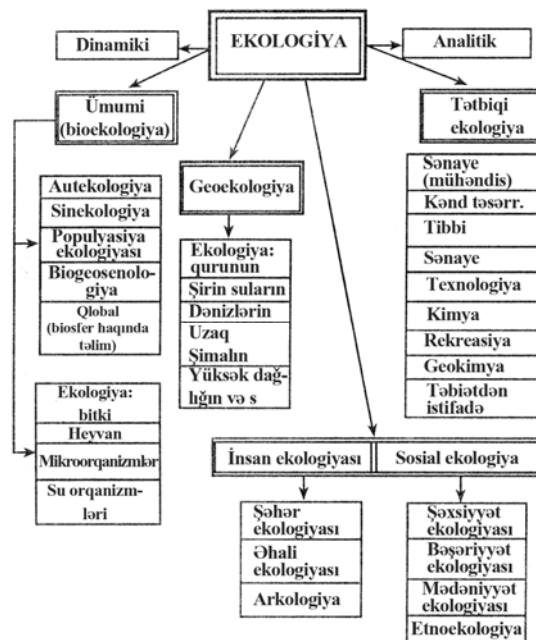 EKOLOGİYA
Dinamiki
Analitik
Ümumi
(bioekologiya)
Tətbiqi
ekologiya
Geoekologiya
Autekologiya
Sinekologiya
Populyasiya
ekologiyası
Biogeosenolo-
giya
Qlobal
(biosfer haqında
təlim)
Ekologiya:
bitki
Heyvan
Mikroorqanizmlər
Su orqanizm-
ləri
Ekologiya:
qurunun
Şirin suların
Dənizlərin
Uzaq
Şimalın
Yüksək dağ-
lığın və s
Sənaye
(mühəndis)
Kənd təsərr.
Tibbi
Sənaye
Texnologiya
Kimya
Rekreasiya
Geokimya
Təbiətdən
istifadə
İnsan ekologiyası
Sosial ekologiya
Şəhər
ekologiyası
Əhali
ekologiyası
Arkologiya
Şəxsiyyət
ekologiyası
Bəşəriyyət
ekologiyası
Mədəniyyət
ekologiyası
Etnoekologiya